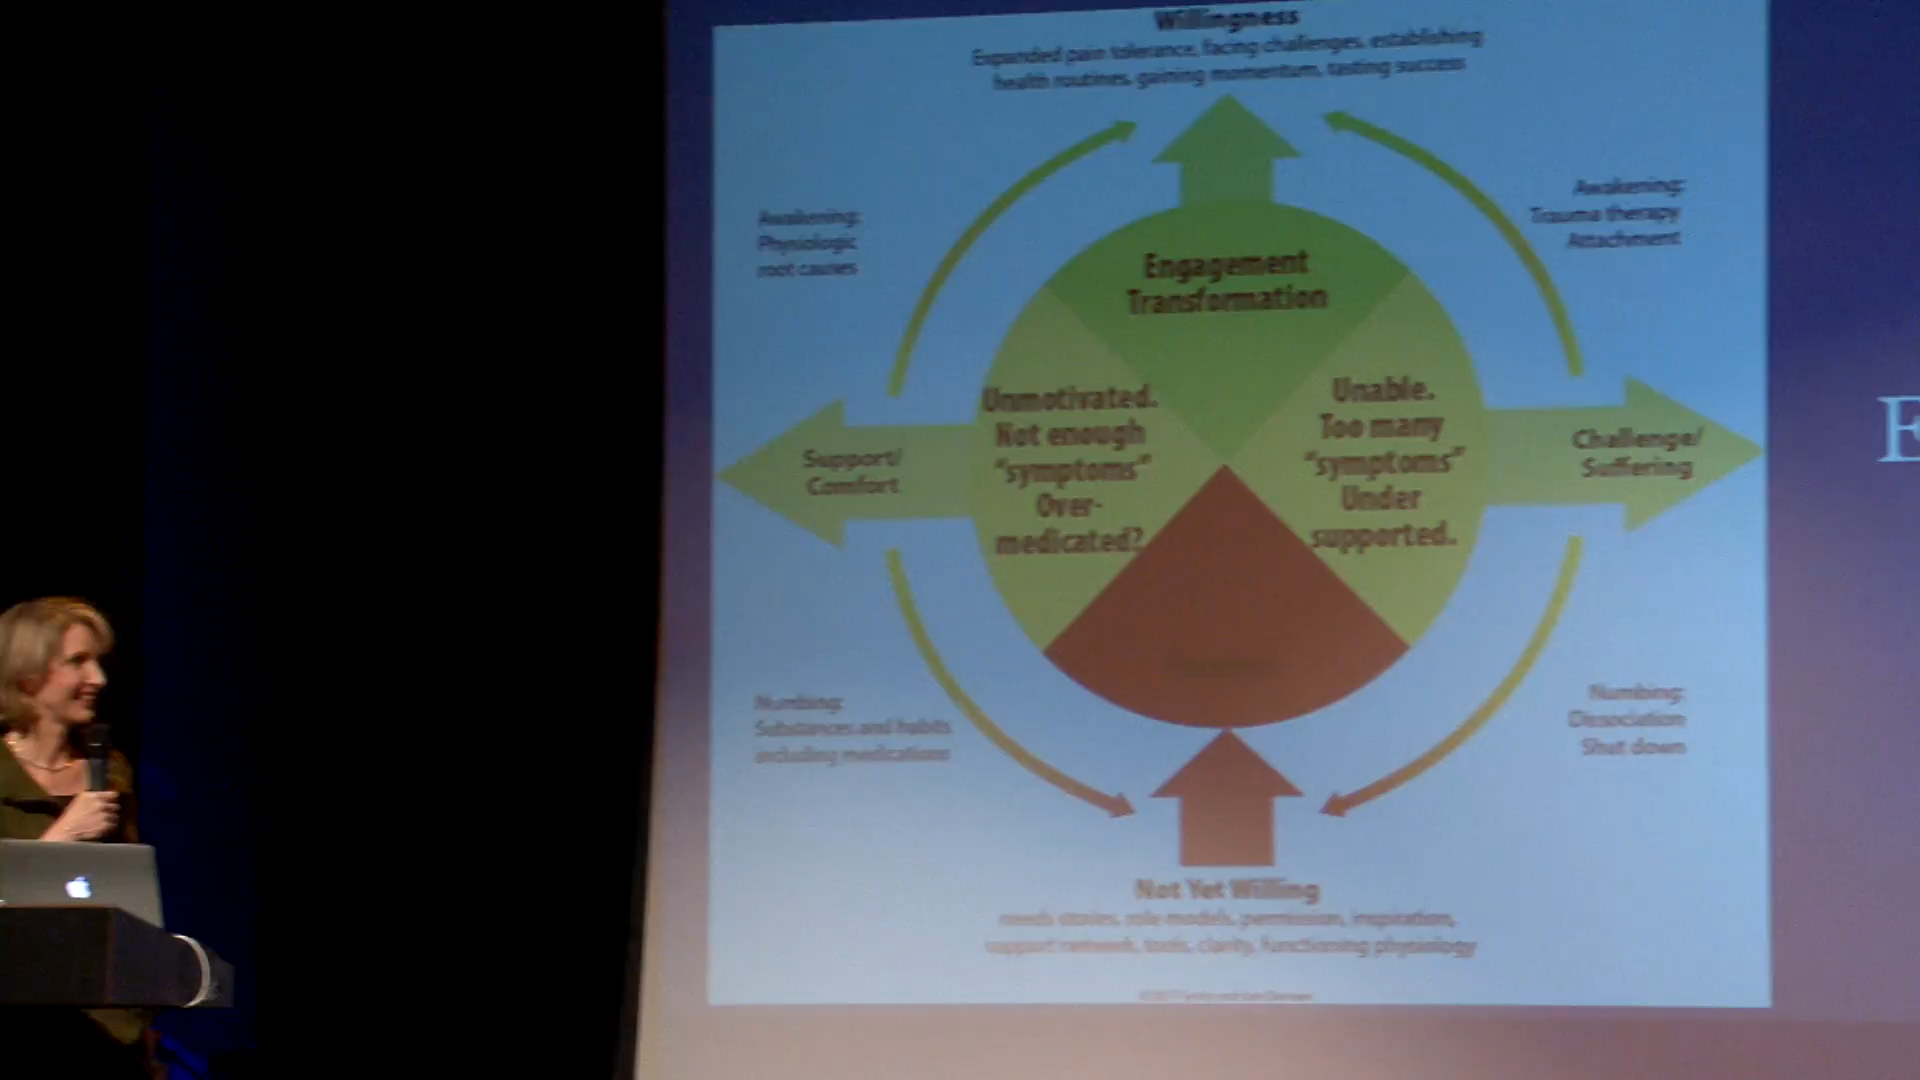 Willingness
Expanded pain tolerance, facing challenges, establishing
health routines, gaining momentum, tasting success
Awakening:
Physiologic
root causes
Awakening:
Trauma therapy
Attachment
Engagement
Transformation
Unmotivated.
Not enough
"symptoms"
Over-
medicated?
Unable.
Too many
"symptoms"
Under
supported.
Support/
Comfort
Challenge/
Suffering
E
Numbing:
Substances and habits
including medications
Numbing:
Dissociation
Shut down
Not Yet Willing
needs stories, role models, permission, inspiration,
support network, tools, clarity, functioning physiology